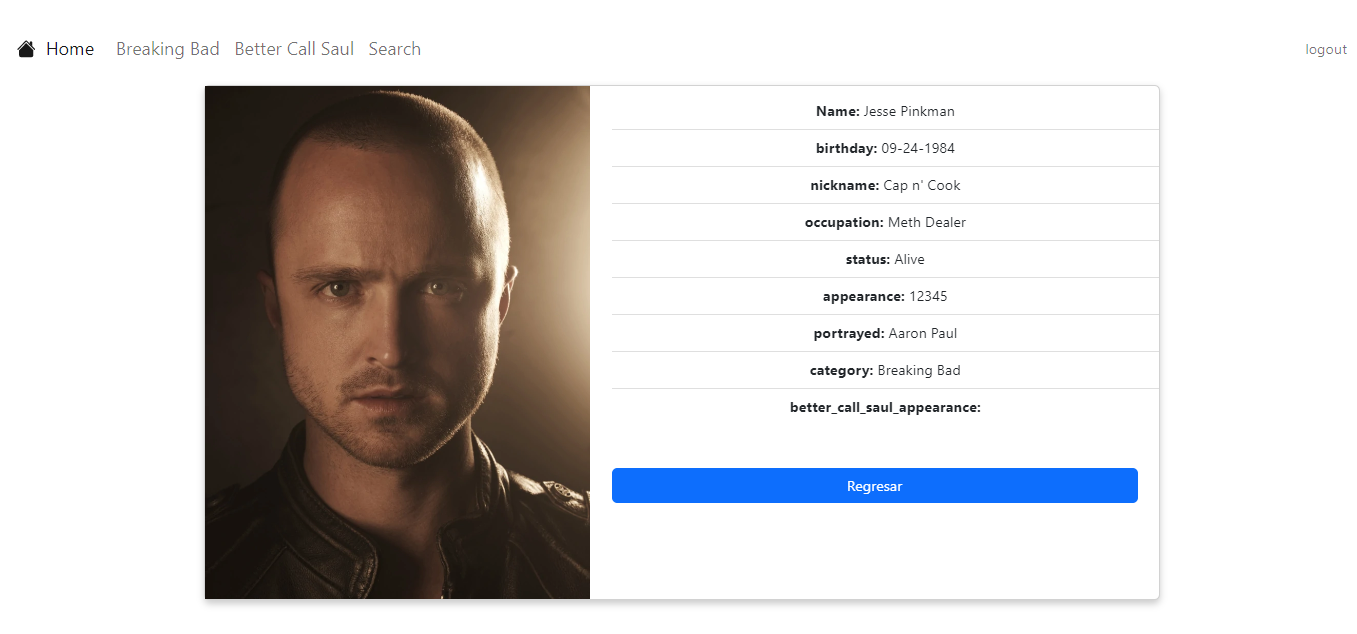 Home Breaking Bad Better Call Saul Search logout
Name: Jesse Pinkman
birthday: 09-24-1984
nickname: Cap n' Cook
occupation: Meth Dealer
status: Alive
appearance: 12345
portrayed: Aaron Paul
category: Breaking Bad
better_call_saul_appearance:
Regresar